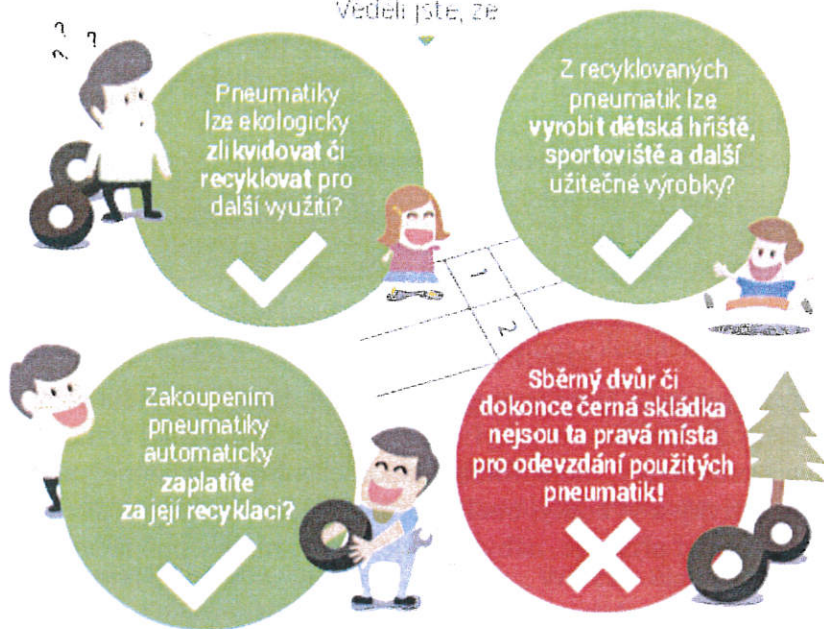 Vedeli jste, ze
? ?
?
Pneumatiky
lze ekologicky
zlikvidovat či
recyklovat pro
další využití?
Z recyklovaných
pneumatik lze
vyrobit dětská hřiště,
sportoviště a další
užitečné výrobky?
1
2
Zakoupením
pneumatiky
automaticky
zaplatíte
za její recyklaci?
Sběrný dvůr či
dokonce černá skládka
nejsou ta pravá místa
pro odevzdání použitých
pneumatik!